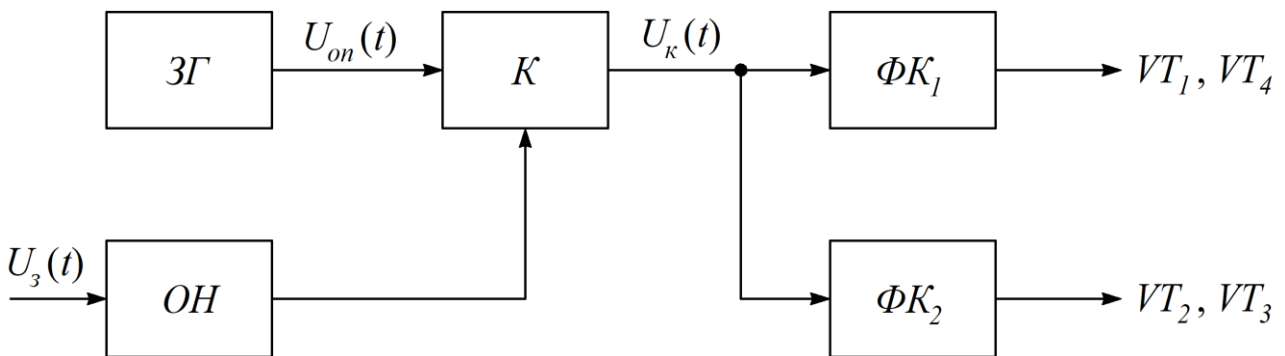 U_оп(t) U_к(t)
ЗГ К ФК_1 VT_1, VT_4
U_з(t) ОН ФК_2 VT_2, VT_3